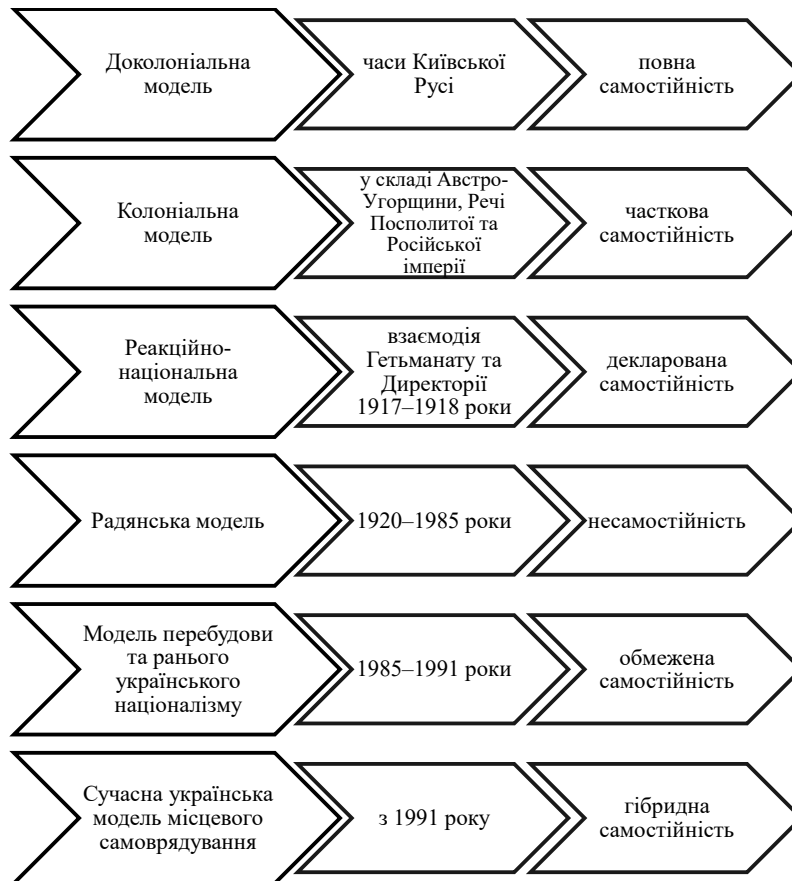 Доколоніальна
модель
часи Київської
Русі
повна
самостійність
Колоніальна
модель
у складі Австро-
Угорщини, Речі
Посполитої та
Російської
імперії
часткова
самостійність
Реакційно-
національна
модель
взаємодія
Гетьманату та
Директорії
1917–1918 роки
декларована
самостійність
Радянська модель
1920–1985 роки
несамостійність
Модель перебудови
та ранього
українського
націоналізму
1985–1991 роки
обмежена
самостійність
Сучасна українська
модель місцевого
самоврядування
з 1991 року
гібридна
самостійність